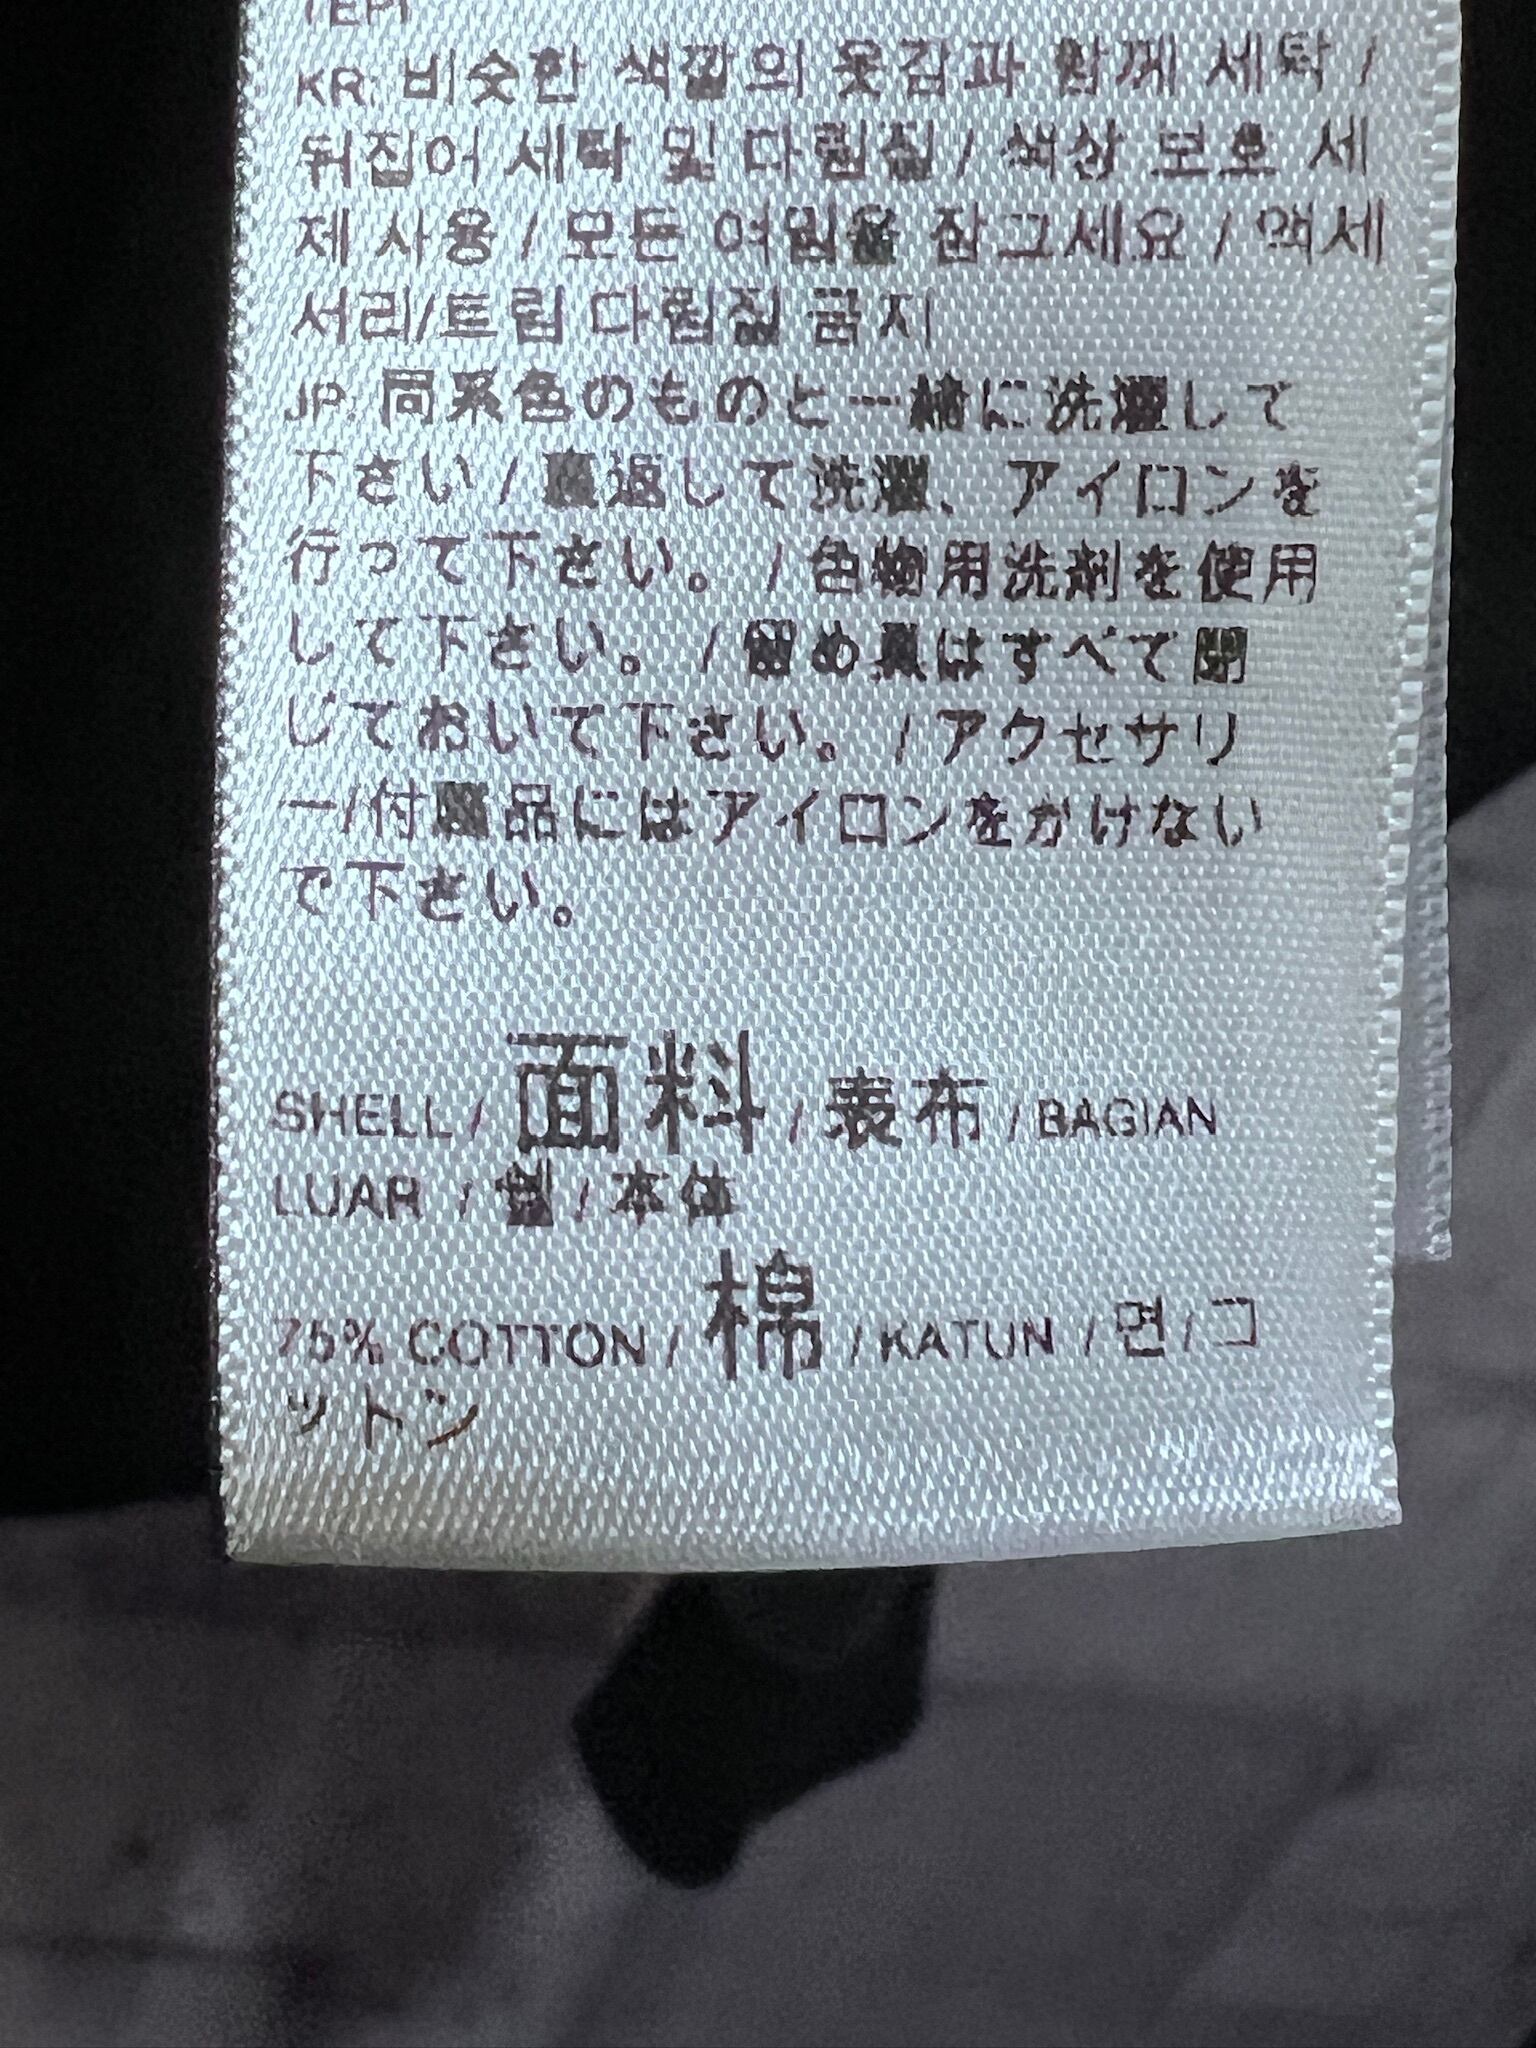 TEPI
KR. 비슷한 색깔의 옷감과 함께 세탁 /
뒤집어 세탁 및 다림질 / 색상 보호 세
제 사용 / 모든 여밈을 잠그세요 / 액세
서리/트림 다림질 금지
JP. 同系色のものと一緒に洗濯して
下さい / 裏返して洗濯、アイロンを
行って下さい。 / 色物用洗剤を使用
して下さい。 / 留め具はすべて閉
じておいて下さい。 / アクセサリ
ー/付属品にはアイロンをかけない
で下さい。
SHELL / 面料 / 表布 / BAGIAN
LUAR / 쉘 / 本体
75% COTTON / 棉 / KATUN / 면 / コ
ットン